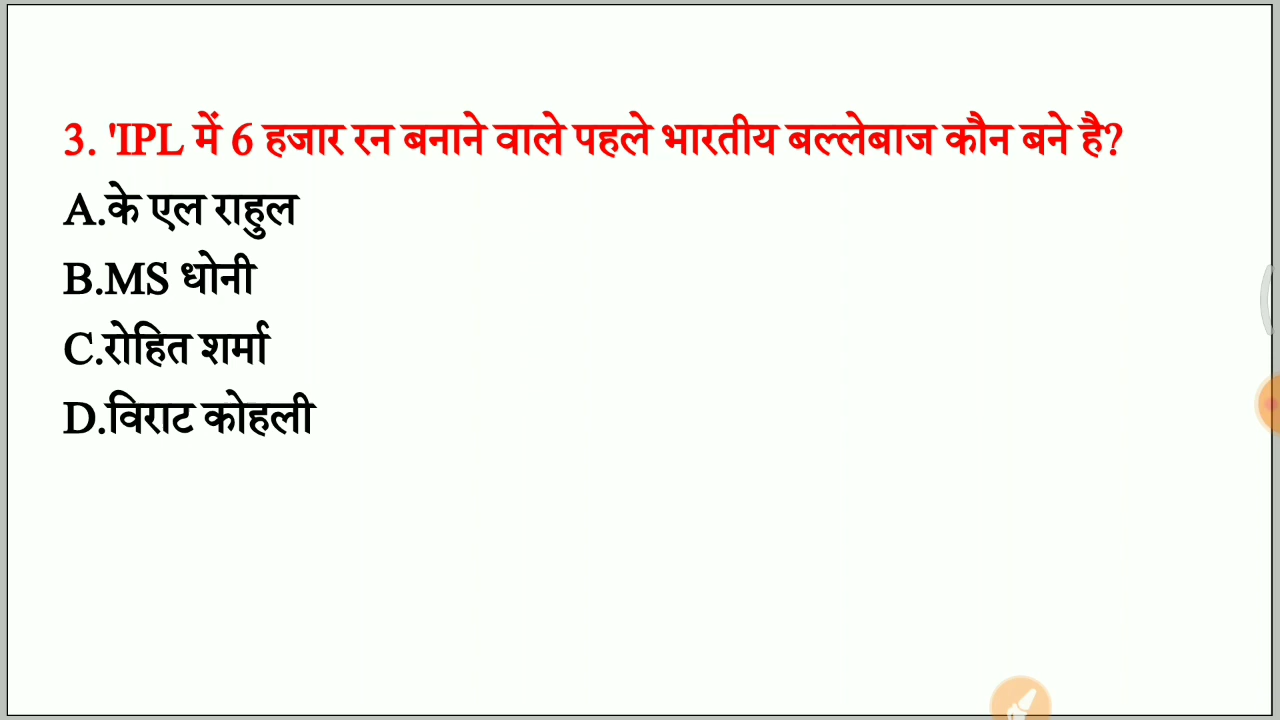 3. 'IPL में 6 हजार रन बनाने वाले पहले भारतीय बल्लेबाज कौन बने है?
A.के एल राहुल
B.MS धोनी
C.रोहित शर्मा
D.विराट कोहली